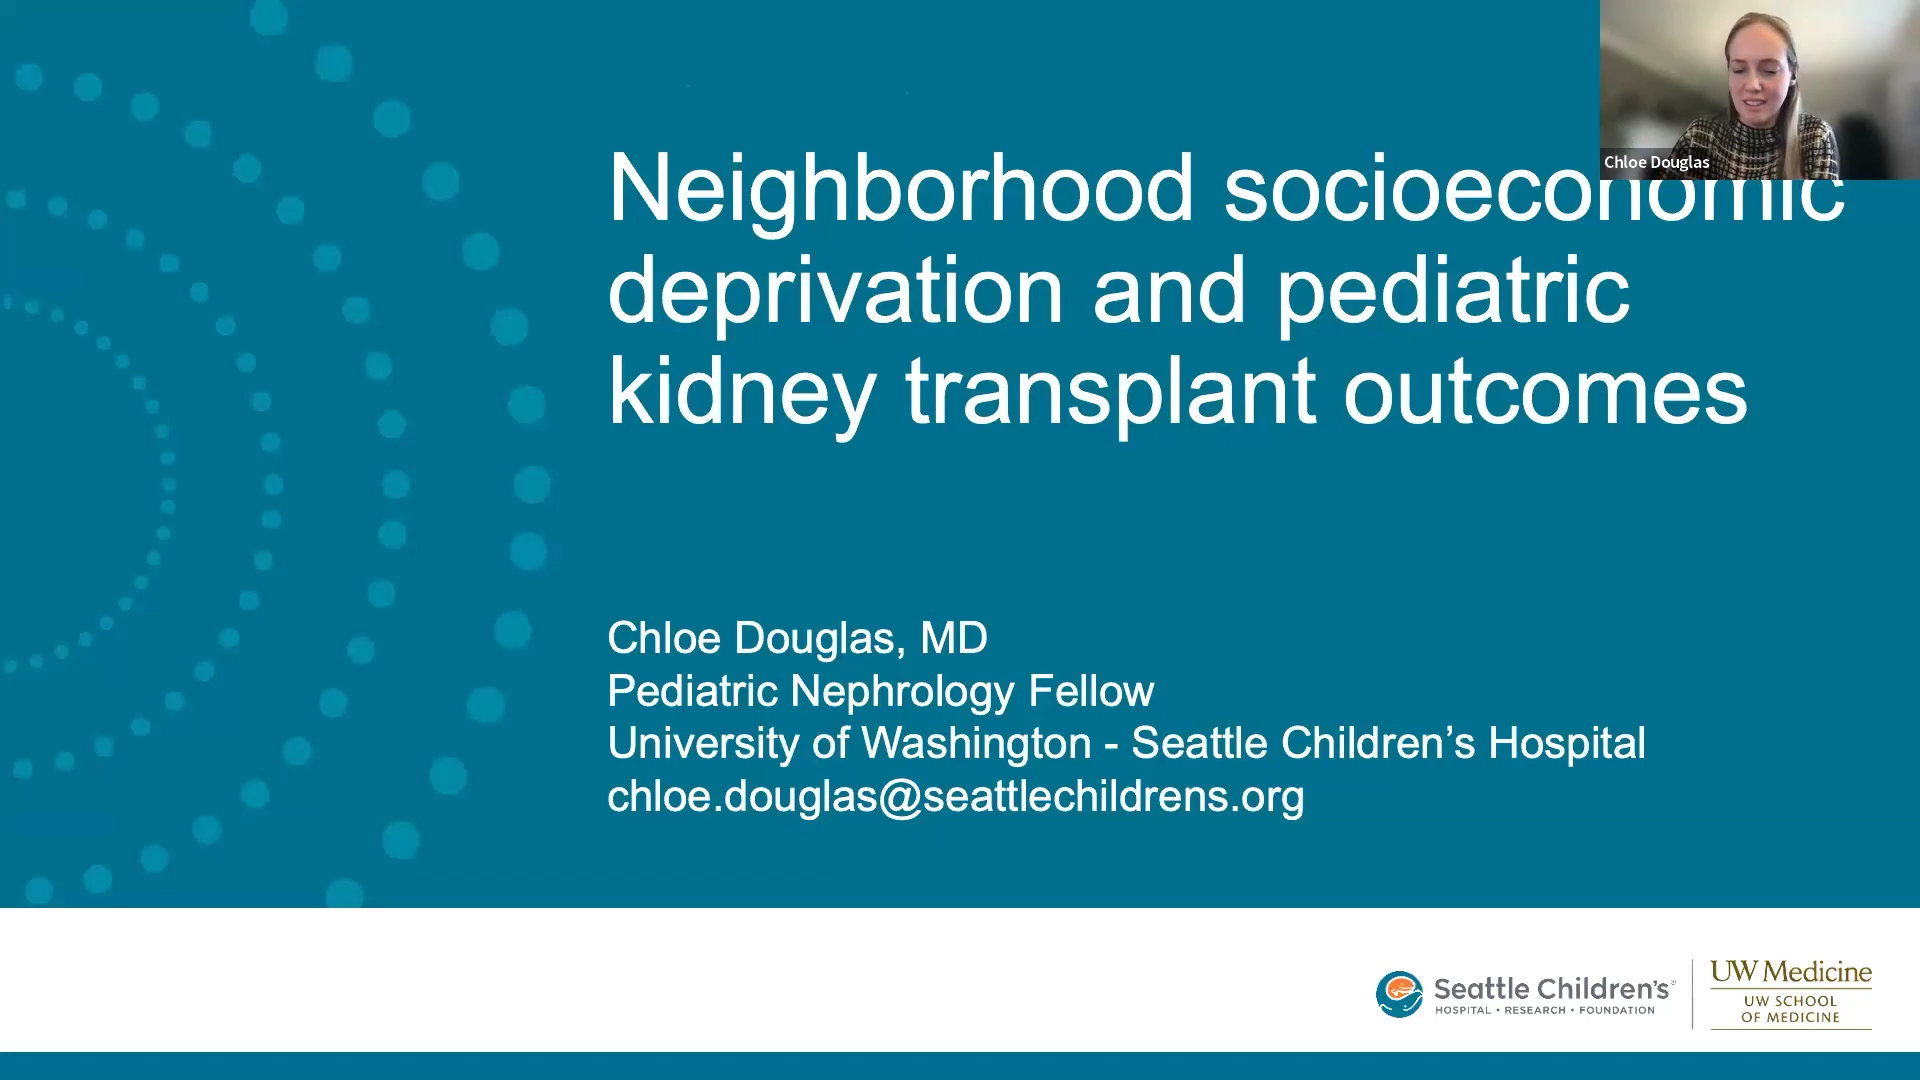 Chloe Douglas
Neighborhood socioeconomic
deprivation and pediatric
kidney transplant outcomes
Chloe Douglas, MD
Pediatric Nephrology Fellow
University of Washington - Seattle Children’s Hospital
chloe.douglas@seattlechildrens.org
Seattle Children’s®
HOSPITAL • RESEARCH • FOUNDATION
UW Medicine
UW SCHOOL
OF MEDICINE